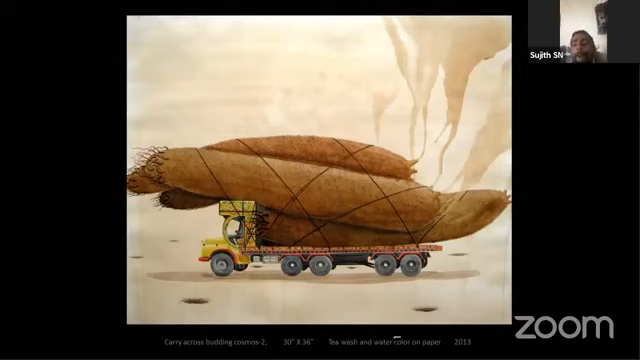 Sujith SN
zoom
Carry across budding cosmos-2, 30" X 36" Tea wash and water color on paper 2013